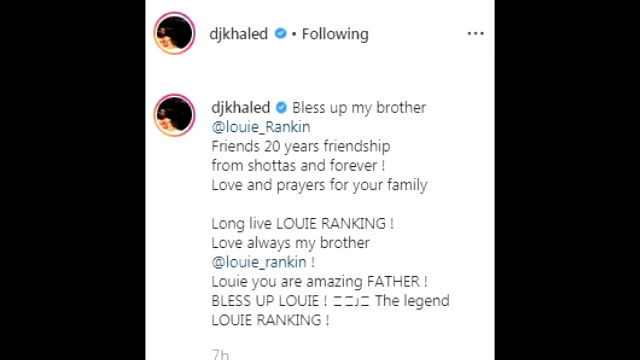 djkhaled • Following
djkhaled Bless up my brother
@louie_Rankin
Friends 20 years friendship
from shottas and forever !
Love and prayers for your family
Long live LOUIE RANKING !
Love always my brother
@louie_rankin !
Louie you are amazing FATHER !
BLESS UP LOUIE ! The legend
LOUIE RANKING !
7h